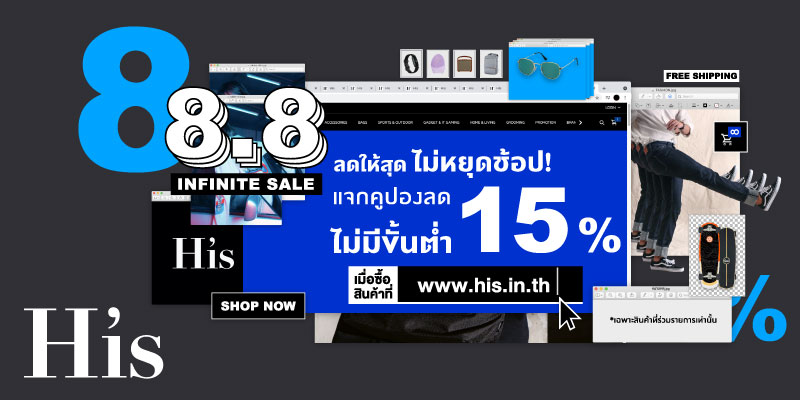 8
8.8
INFINITE SALE
FREE SHIPPING
LOGIN
ACCESSORIES BAGS SPORTS & OUTDOOR GADGET & IT GAMING HOME & LIVING GROOMING PROMOTION
ลดให้สุด ไม่หยุดช้อป!
แจกคูปองลด
ไม่มีขั้นต่ำ
15%
เมื่อซื้อ
สินค้าที่
www.his.in.th
8
H's
SHOP NOW
*เฉพาะสินค้าที่ร่วมรายการเท่านั้น
%
H's